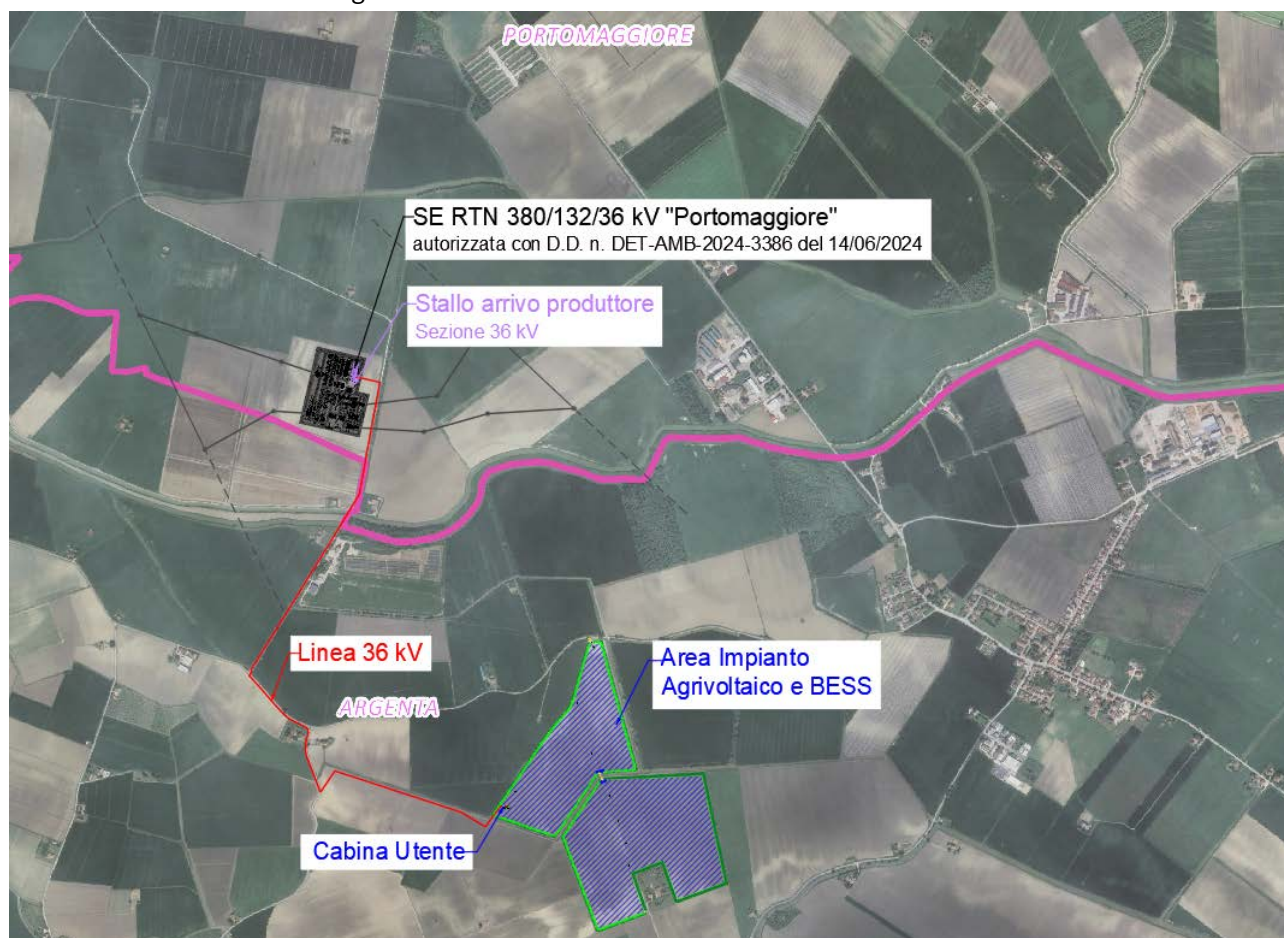 PORTOMAGGIORE
SE RTN 380/132/36 kV "Portomaggiore"
autorizzata con D.D. n. DET-AMB-2024-3386 del 14/06/2024
Stallo arrivo produttore
Sezione 36 kV
Linea 36 kV
Area Impianto
Agrivoltaico e BESS
ARGENTA
Cabina Utente